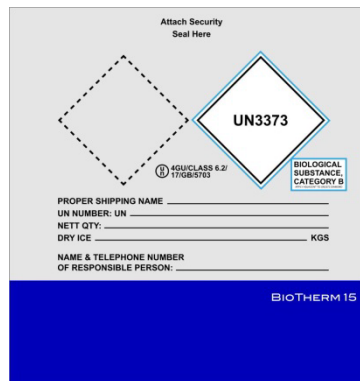 Attach Security
Seal Here
UN3373
4GU/CLASS 6.2/
17/GB/5703
BIOLOGICAL
SUBSTANCE,
CATEGORY B
PROPER SHIPPING NAME
UN NUMBER: UN
NETT QTY:
DRY ICE KGS
NAME & TELEPHONE NUMBER
OF RESPONSIBLE PERSON:
BIOTHERM 15